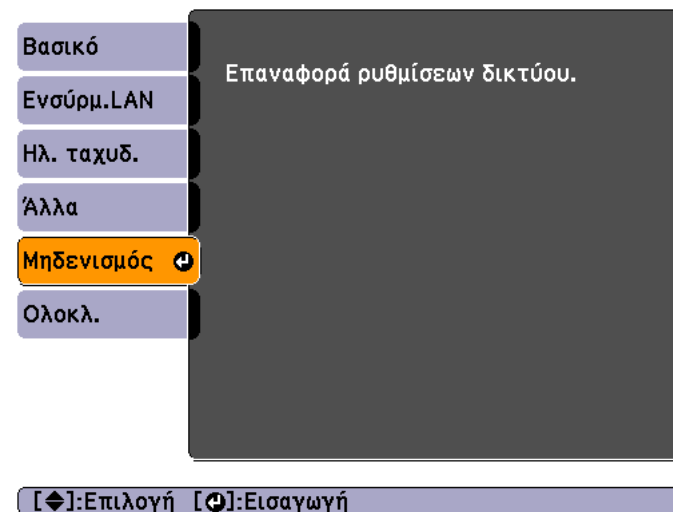 Βασικό
Ενσύρμ.LAN
Ηλ. ταχυδ.
Άλλα
Μηδενισμός
Ολοκλ.
Επαναφορά ρυθμίσεων δικτύου.
[◆]:Επιλογή [↵]:Εισαγωγή